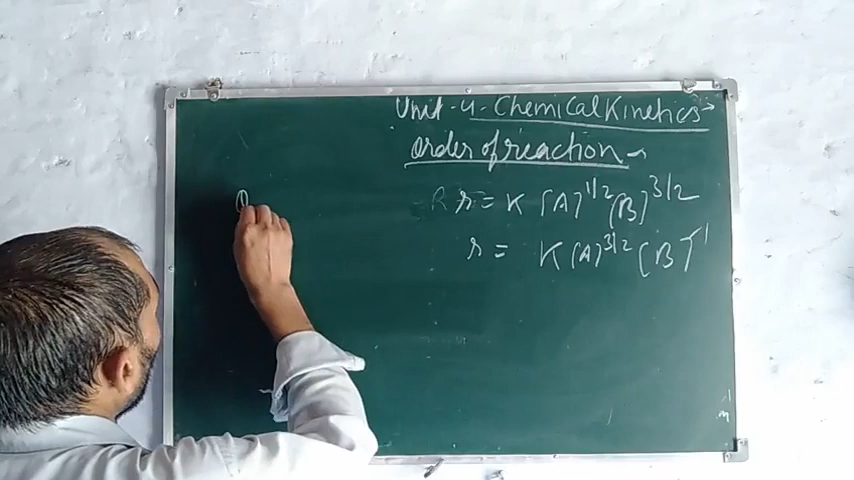 Unit-4-Chemical Kinetics→
Order of reaction→
R r = K [A]^1/2 [B]^3/2
r = K [A]^3/2 [B]^-1